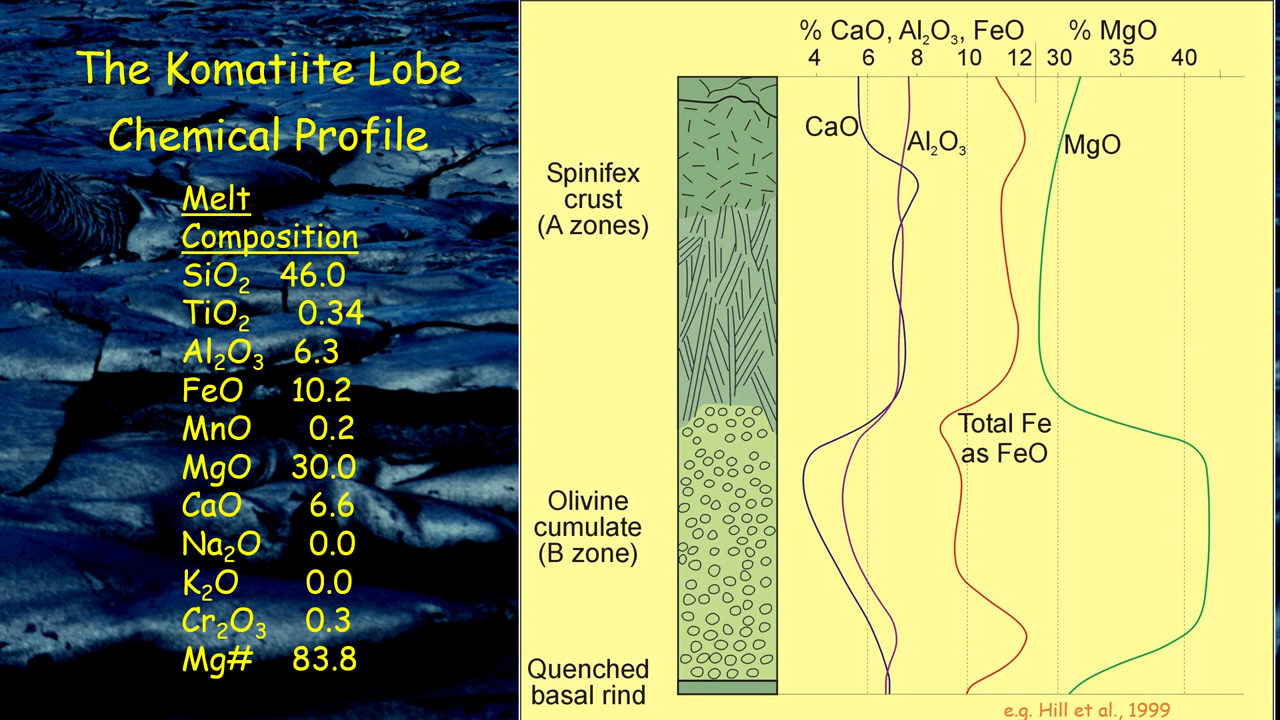 The Komatiite Lobe
Chemical Profile
Melt
Composition
SiO₂ 46.0
TiO₂ 0.34
Al₂O₃ 6.3
FeO 10.2
MnO 0.2
MgO 30.0
CaO 6.6
Na₂O 0.0
K₂O 0.0
Cr₂O₃ 0.3
Mg# 83.8
% CaO, Al₂O₃, FeO
% MgO
4 6 8 10 12 30 35 40
CaO
Al₂O₃
MgO
Spinifex
crust
(A zones)
Total Fe
as FeO
Olivine
cumulate
(B zone)
Quenched
basal rind
e.g. Hill et al., 1999